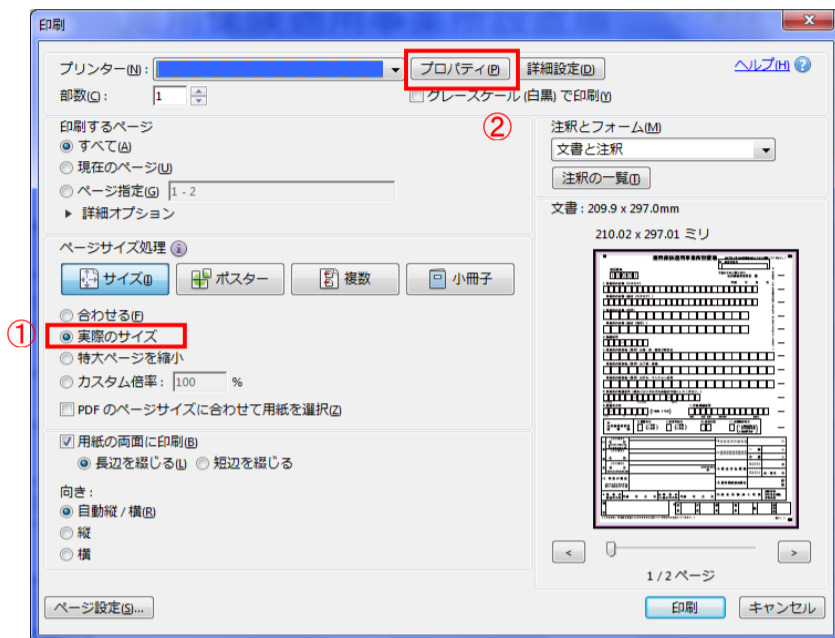 印刷
プリンター(N): プロパティ(P) 詳細設定(D) ヘルプ(H)
部数(C): 1 グレースケール (白黒) で印刷(Y)
②
印刷するページ
すべて(A)
現在のページ(U)
ページ指定(G) 1 - 2
詳細オプション
注釈とフォーム(M)
文書と注釈
注釈の一覧(T)
ページサイズ処理
サイズ(I) ポスター 複数 小冊子
合わせる(F)
① 実際のサイズ
特大ページを縮小
カスタム倍率: 100 %
PDF のページサイズに合わせて用紙を選択(Z)
用紙の両面に印刷(B)
長辺を綴じる(L) 短辺を綴じる
向き:
自動縦 / 横(R)
縦
横
文書 : 209.9 x 297.0mm
210.02 x 297.01 ミリ
< >
1 / 2 ページ
ページ設定(S)... 印刷 キャンセル